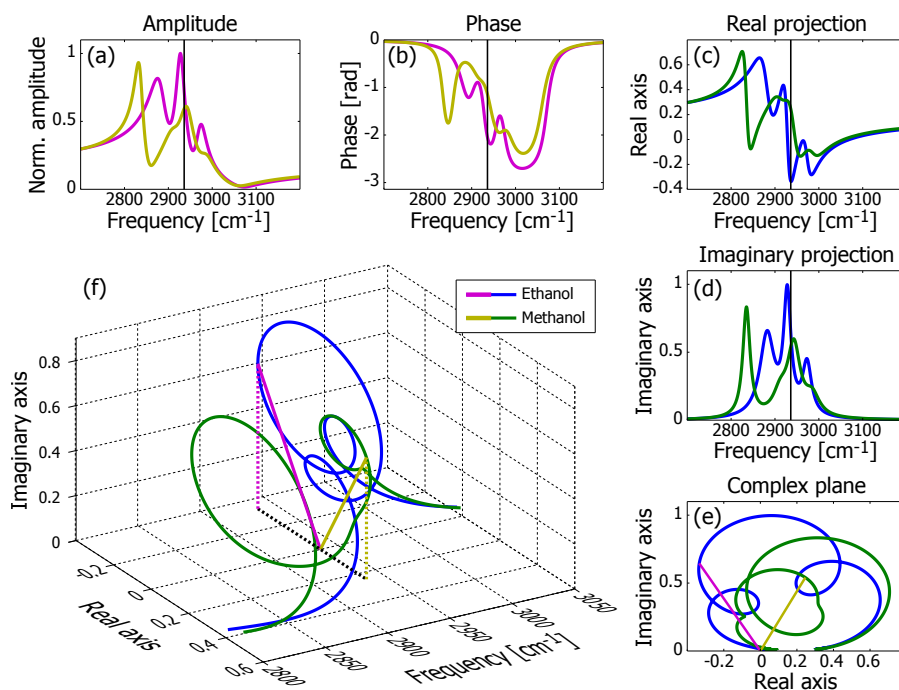 Amplitude
(a)
Norm. amplitude
1
0.5
0
2800 2900 3000 3100
Frequency [cm-1]
Phase
(b)
Phase [rad]
0
-1
-2
-3
2800 2900 3000 3100
Frequency [cm-1]
Real projection
(c)
Real axis
0.6
0.4
0.2
0
-0.2
-0.4
2800 2900 3000 3100
Frequency [cm-1]
Imaginary projection
(d)
Imaginary axis
1
0.5
0
2800 2900 3000 3100
Frequency [cm-1]
(f)
Ethanol
Methanol
Imaginary axis
0.8
0.6
0.4
0.2
0
-0.2
0
0.2
0.4
0.6
Real axis
2800
2850
2900
2950
3000
3050
Frequency [cm-1]
Complex plane
(e)
Imaginary axis
1
0.5
0
-0.2 0 0.2 0.4 0.6
Real axis